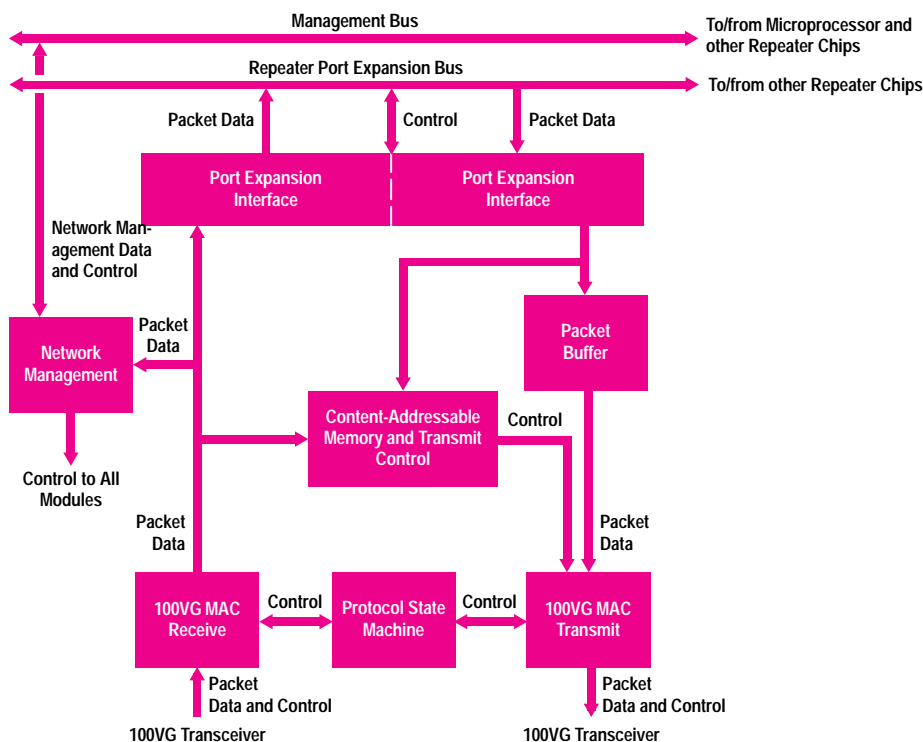 Management Bus
To/from Microprocessor and
other Repeater Chips
Repeater Port Expansion Bus
To/from other Repeater Chips
Packet Data
Control
Packet Data
Port Expansion
Interface
Port Expansion
Interface
Network Man-
agement Data
and Control
Packet
Data
Network
Management
Packet
Buffer
Content-Addressable
Memory and Transmit
Control
Control
Control to All
Modules
Packet
Data
Packet
Data
100VG MAC
Receive
Control
Protocol State
Machine
Control
100VG MAC
Transmit
Packet
Data and Control
Packet
Data and Control
100VG Transceiver
100VG Transceiver